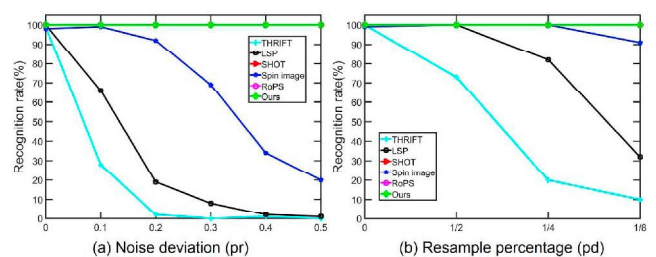 100
90
80
70
60
50
40
30
20
10
0
Recognition rate(%)
THRIFT
LSP
SHOT
Spin image
RoPS
Ours
0 0.1 0.2 0.3 0.4 0.5
(a) Noise deviation (pr)
100
90
80
70
60
50
40
30
20
10
0
Recognition rate(%)
THRIFT
LSP
SHOT
Spin image
RoPS
Ours
0 1/2 1/4 1/8
(b) Resample percentage (pd)